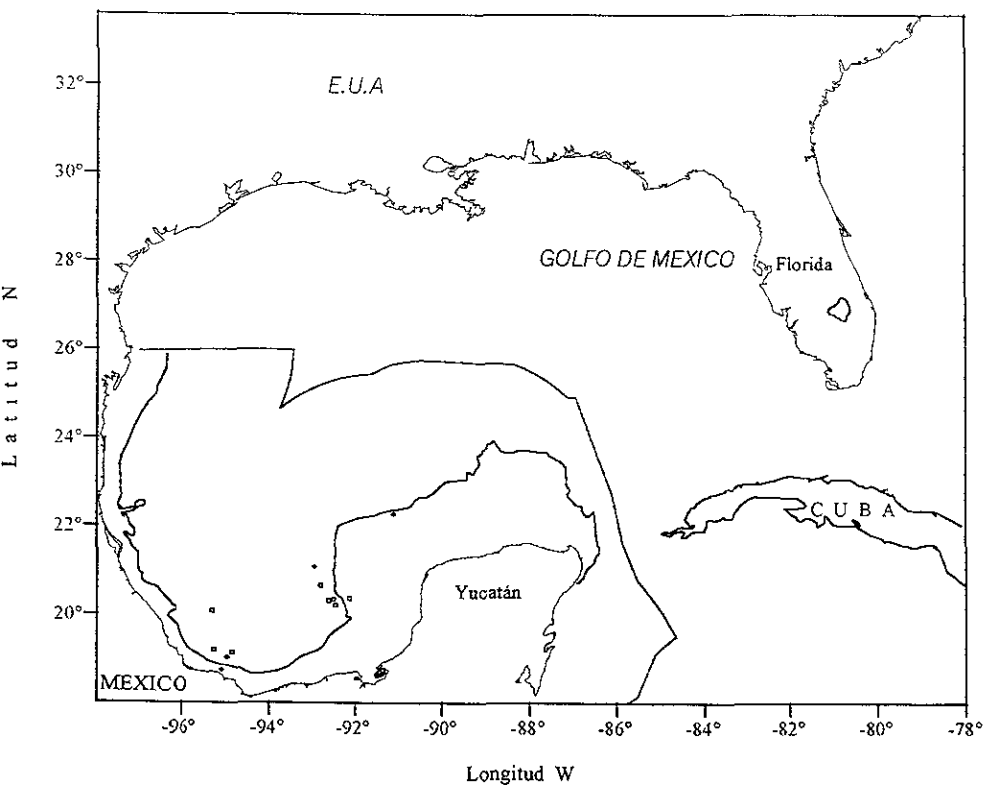 E.U.A
32°
30°
GOLFO DE MEXICO
Florida
28°
26°
24°
22°
20°
CUBA
Yucatán
MEXICO
-96°
-94°
-92°
-90°
-88°
-86°
-84°
-82°
-80°
-78°
Latitud N
Longitud W